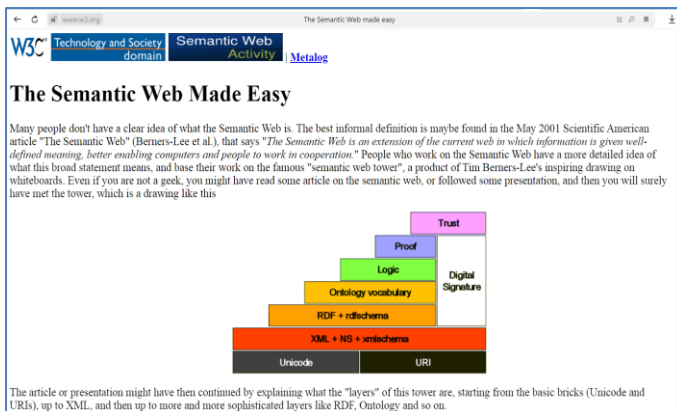 www.w3.org
The Semantic Web made easy
W3C Technology and Society domain Semantic Web Activity | Metalog
The Semantic Web Made Easy
Many people don't have a clear idea of what the Semantic Web is. The best informal definition is maybe found in the May 2001 Scientific American
article "The Semantic Web" (Berners-Lee et al.), that says "The Semantic Web is an extension of the current web in which information is given well-
defined meaning, better enabling computers and people to work in cooperation." People who work on the Semantic Web have a more detailed idea of
what this broad statement means, and base their work on the famous "semantic web tower", a product of Tim Berners-Lee's inspiring drawing on
whiteboards. Even if you are not a geek, you might have read some article on the semantic web, or followed some presentation, and then you will surely
have met the tower, which is a drawing like this
Trust
Proof
Logic
Digital
Signature
Ontology vocabulary
RDF + rdfschema
XML + NS + xmlschema
Unicode URI
The article or presentation might have then continued by explaining what the "layers" of this tower are, starting from the basic bricks (Unicode and
URIs), up to XML, and then up to more and more sophisticated layers like RDF, Ontology and so on.